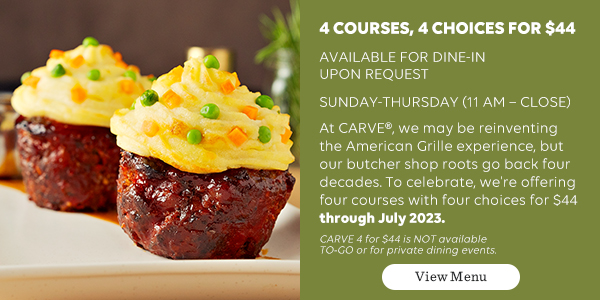 4 COURSES, 4 CHOICES FOR $44
AVAILABLE FOR DINE-IN
UPON REQUEST
SUNDAY-THURSDAY (11 AM – CLOSE)
At CARVE®, we may be reinventing
the American Grille experience, but
our butcher shop roots go back four
decades. To celebrate, we're offering
four courses with four choices for $44
through July 2023.
CARVE 4 for $44 is NOT available
TO-GO or for private dining events.
View Menu